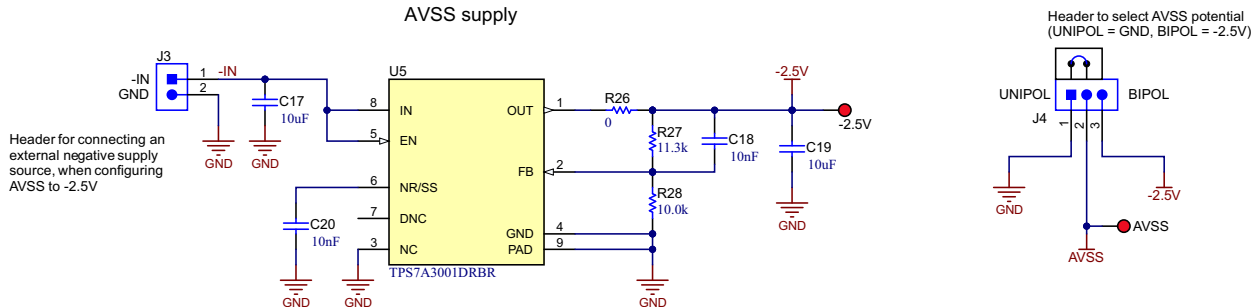 AVSS supply
J3
-IN
GND
1
2
-IN
C17
10uF
GND
GND
Header for connecting an
external negative supply
source, when configuring
AVSS to -2.5V
U5
8
IN
5
EN
6
NR/SS
7
DNC
3
NC
OUT
1
FB
2
GND
4
PAD
9
TPS7A3001DRBR
C20
10nF
GND
GND
R26
0
R27
11.3k
R28
10.0k
GND
C18
10nF
-2.5V
C19
10uF
GND
-2.5V
Header to select AVSS potential
(UNIPOL = GND, BIPOL = -2.5V)
UNIPOL
BIPOL
J4
1
2
3
GND
-2.5V
AVSS
AVSS